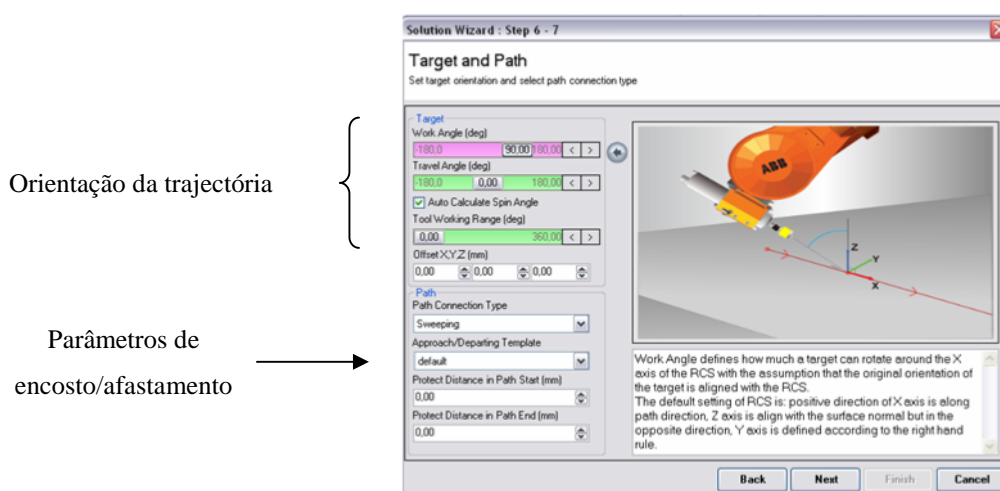 Solution Wizard : Step 6 - 7
Target and Path
Set target orientation and select path connection type
Orientação da trajectória
Parâmetros de
encosto/afastamento
Target
Work Angle (deg)
-180,0 90,00 180,00 < >
Travel Angle (deg)
-180,0 0,00 180,00 < >
Auto Calculate Spin Angle
Tool Working Range (deg)
0,00 360,00 < >
Offset X,Y,Z (mm)
0,00 0,00 0,00
Path
Path Connection Type
Sweeping
Approach/Departing Template
default
Protect Distance in Path Start (mm)
0,00
Protect Distance in Path End (mm)
0,00
ABB
Z
Y
X
Work Angle defines how much a target can rotate around the X
axis of the RCS with the assumption that the original orientation of
the target is aligned with the RCS.
The default setting of RCS is: positive direction of X axis is along
path direction, Z axis is align with the surface normal but in the
opposite direction, Y axis is defined according to the right hand
rule.
Back Next Finish Cancel